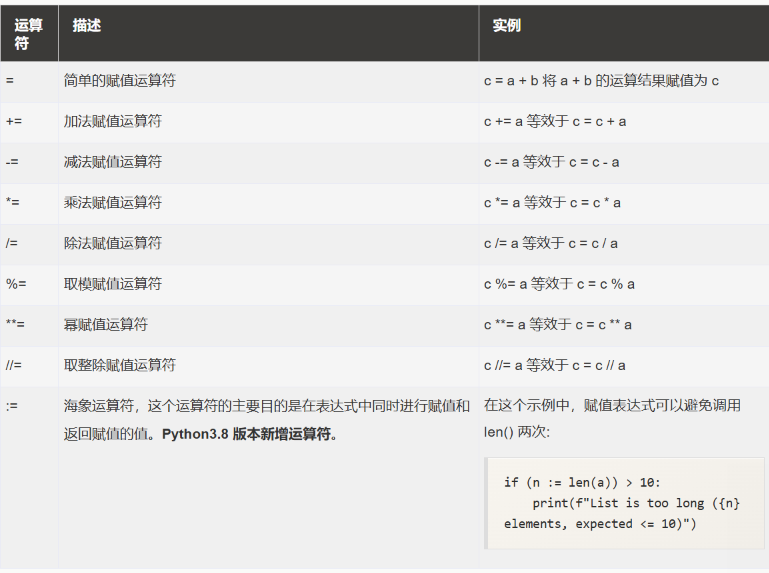 运算符 描述 实例
= 简单的赋值运算符 c = a + b 将 a + b 的运算结果赋值为 c
+= 加法赋值运算符 c += a 等效于 c = c + a
-= 减法赋值运算符 c -= a 等效于 c = c - a
*= 乘法赋值运算符 c *= a 等效于 c = c * a
/= 除法赋值运算符 c /= a 等效于 c = c / a
%= 取模赋值运算符 c %= a 等效于 c = c % a
**= 幂赋值运算符 c **= a 等效于 c = c ** a
//= 取整除赋值运算符 c //= a 等效于 c = c // a
:= 海象运算符，这个运算符的主要目的是在表达式中同时进行赋值和
返回赋值的值。Python3.8 版本新增运算符。
在这个示例中，赋值表达式可以避免调用
len() 两次:
if (n := len(a)) > 10:
    print(f"List is too long ({n}
elements, expected <= 10)")